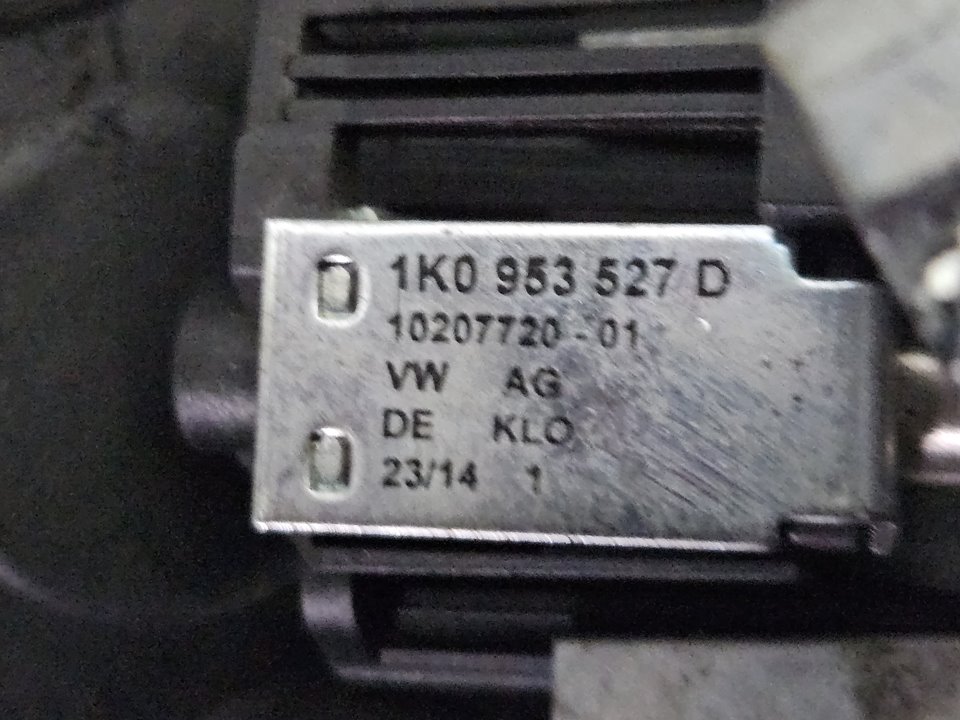 1K0 953 527 D
10207720-01
VW AG
DE KLO
23/14 1